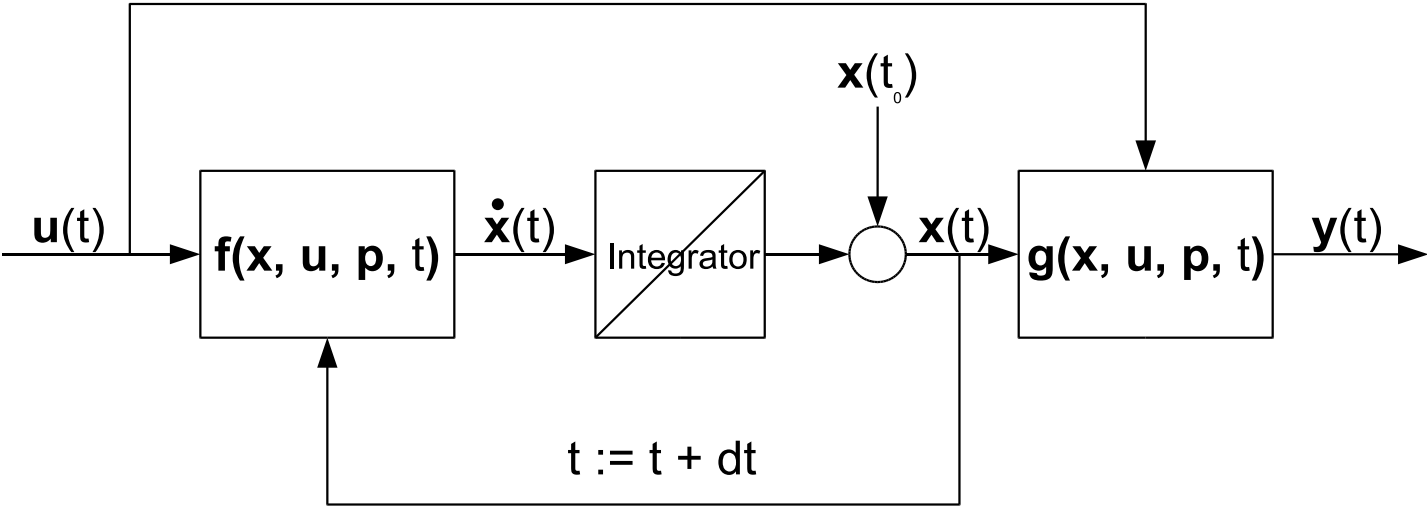 x(t₀)
u(t)
f(x, u, p, t)
ẋ(t)
Integrator
x(t)
g(x, u, p, t)
y(t)
t := t + dt